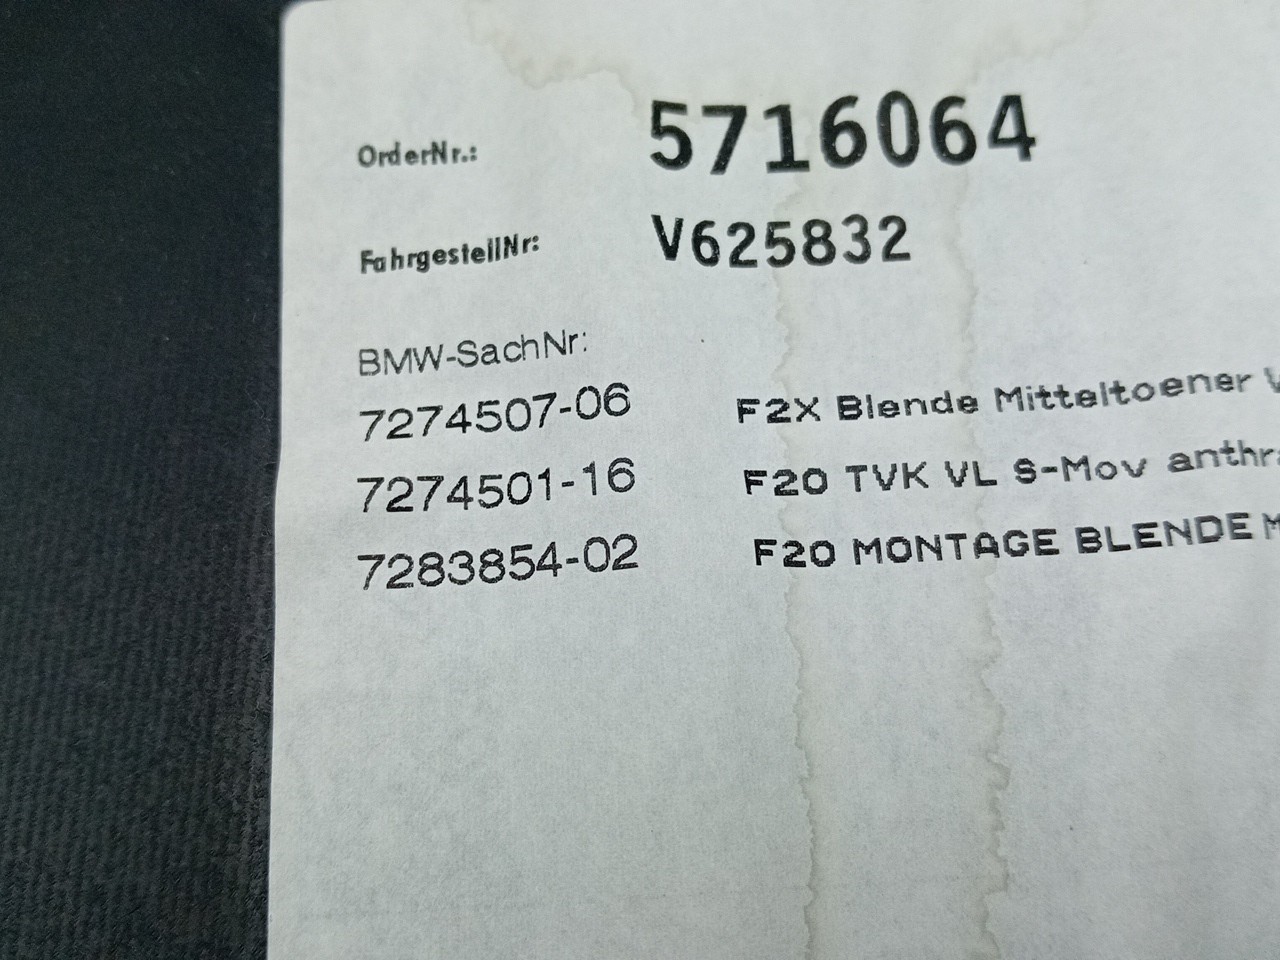 OrderNr.: 5716064
FahrgestellNr: V625832
BMW-SachNr:
7274507-06 F2X Blende Mitteltoener
7274501-16 F20 TVK VL S-Mov
7283854-02 F20 MONTAGE BLENDE